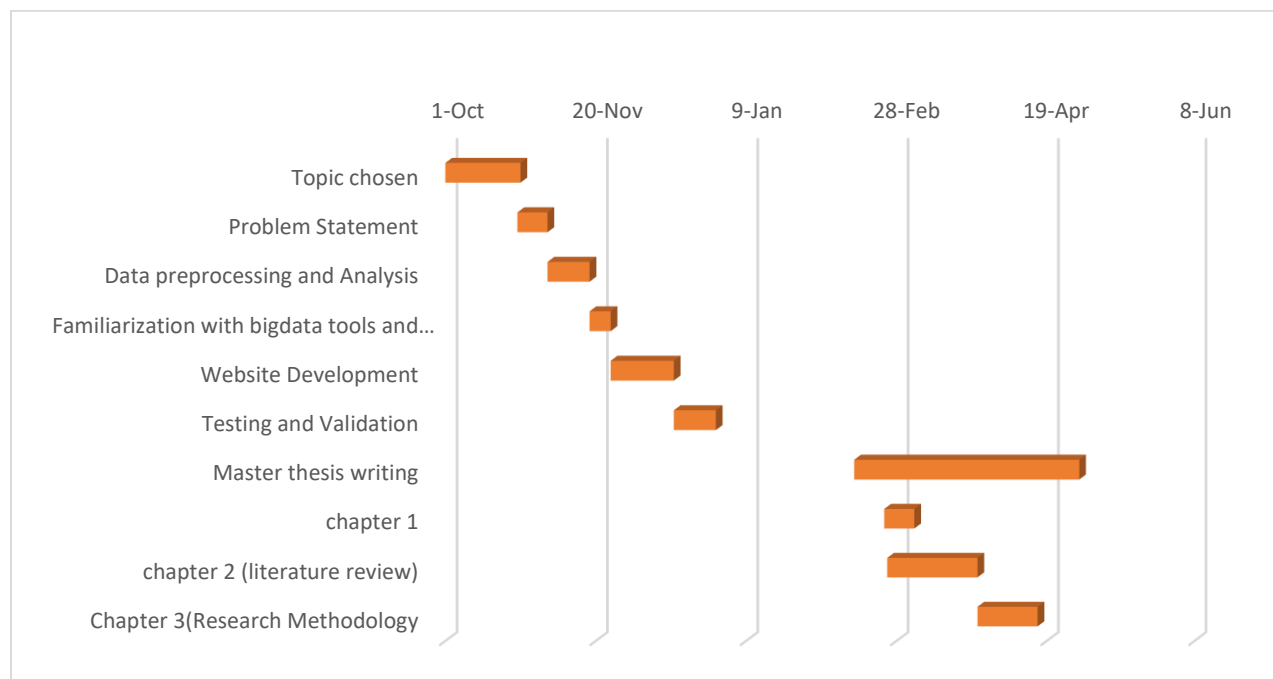 1-Oct 20-Nov 9-Jan 28-Feb 19-Apr 8-Jun
Topic chosen
Problem Statement
Data preprocessing and Analysis
Familiarization with bigdata tools and...
Website Development
Testing and Validation
Master thesis writing
chapter 1
chapter 2 (literature review)
Chapter 3(Research Methodology